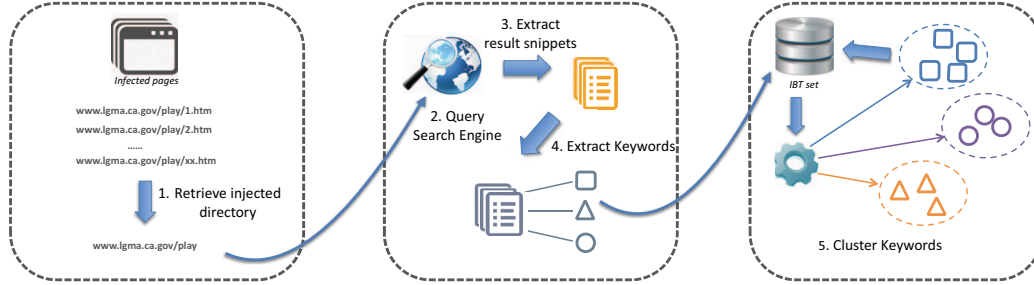 Infected pages
www.lgma.ca.gov/play/1.htm
www.lgma.ca.gov/play/2.htm
......
www.lgma.ca.gov/play/xx.htm
1. Retrieve injected
directory
www.lgma.ca.gov/play
3. Extract
result snippets
2. Query
Search Engine
4. Extract Keywords
IBT set
5. Cluster Keywords